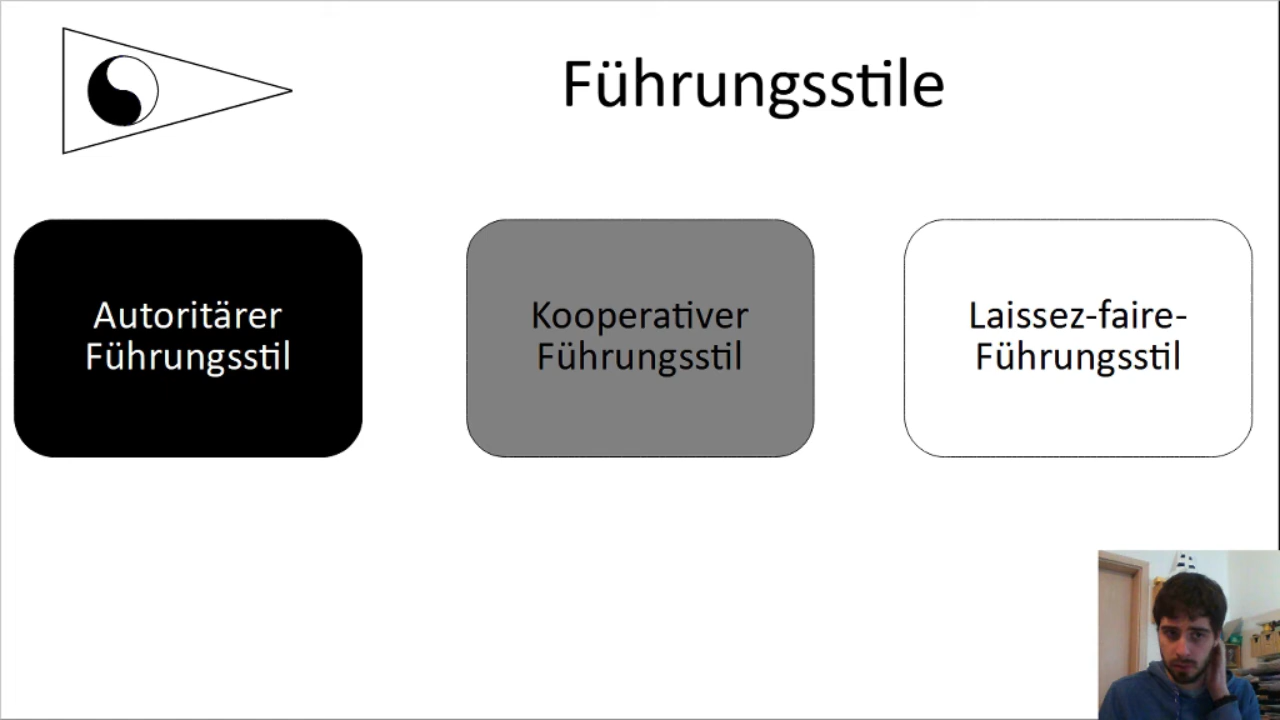 Führungsstile
Autoritärer
Führungsstil
Kooperativer
Führungsstil
Laissez-faire-
Führungsstil